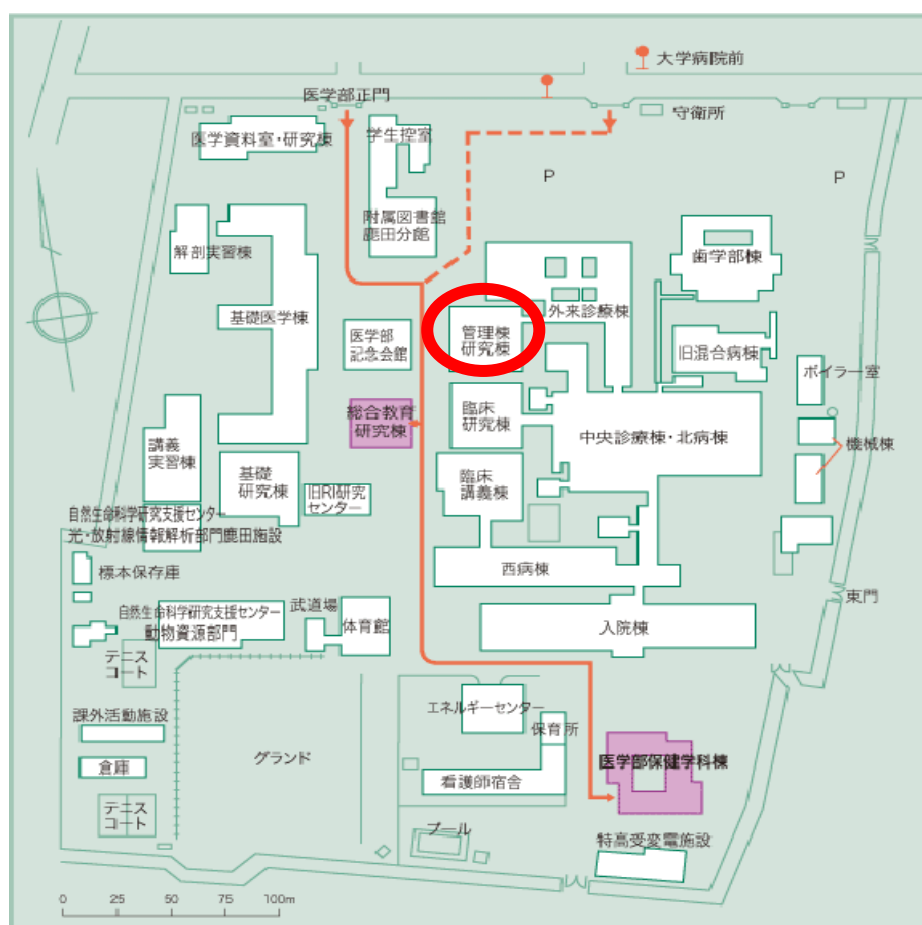 大学病院前
医学部正門
守衛所
医学資料室・研究棟
学生控室
P
P
附属図書館
鹿田分館
解剖実習棟
歯学部棟
基礎医学棟
外来診療棟
医学部
記念会館
管理棟
研究棟
旧混合病棟
ボイラー室
総合教育
研究棟
臨床
研究棟
中央診療棟・北病棟
機械棟
講義
実習棟
基礎
研究棟
旧RI研究
センター
臨床
講義棟
自然生命科学研究支援センター
光・放射線情報解析部門鹿田施設
西病棟
標本保存庫
東門
自然生命科学研究支援センター
動物資源部門
武道場
体育館
入院棟
テニス
コート
課外活動施設
エネルギーセンター
保育所
グランド
倉庫
看護師宿舎
医学部保健学科棟
テニス
コート
プール
特高受変電施設
0 25 50 75 100m